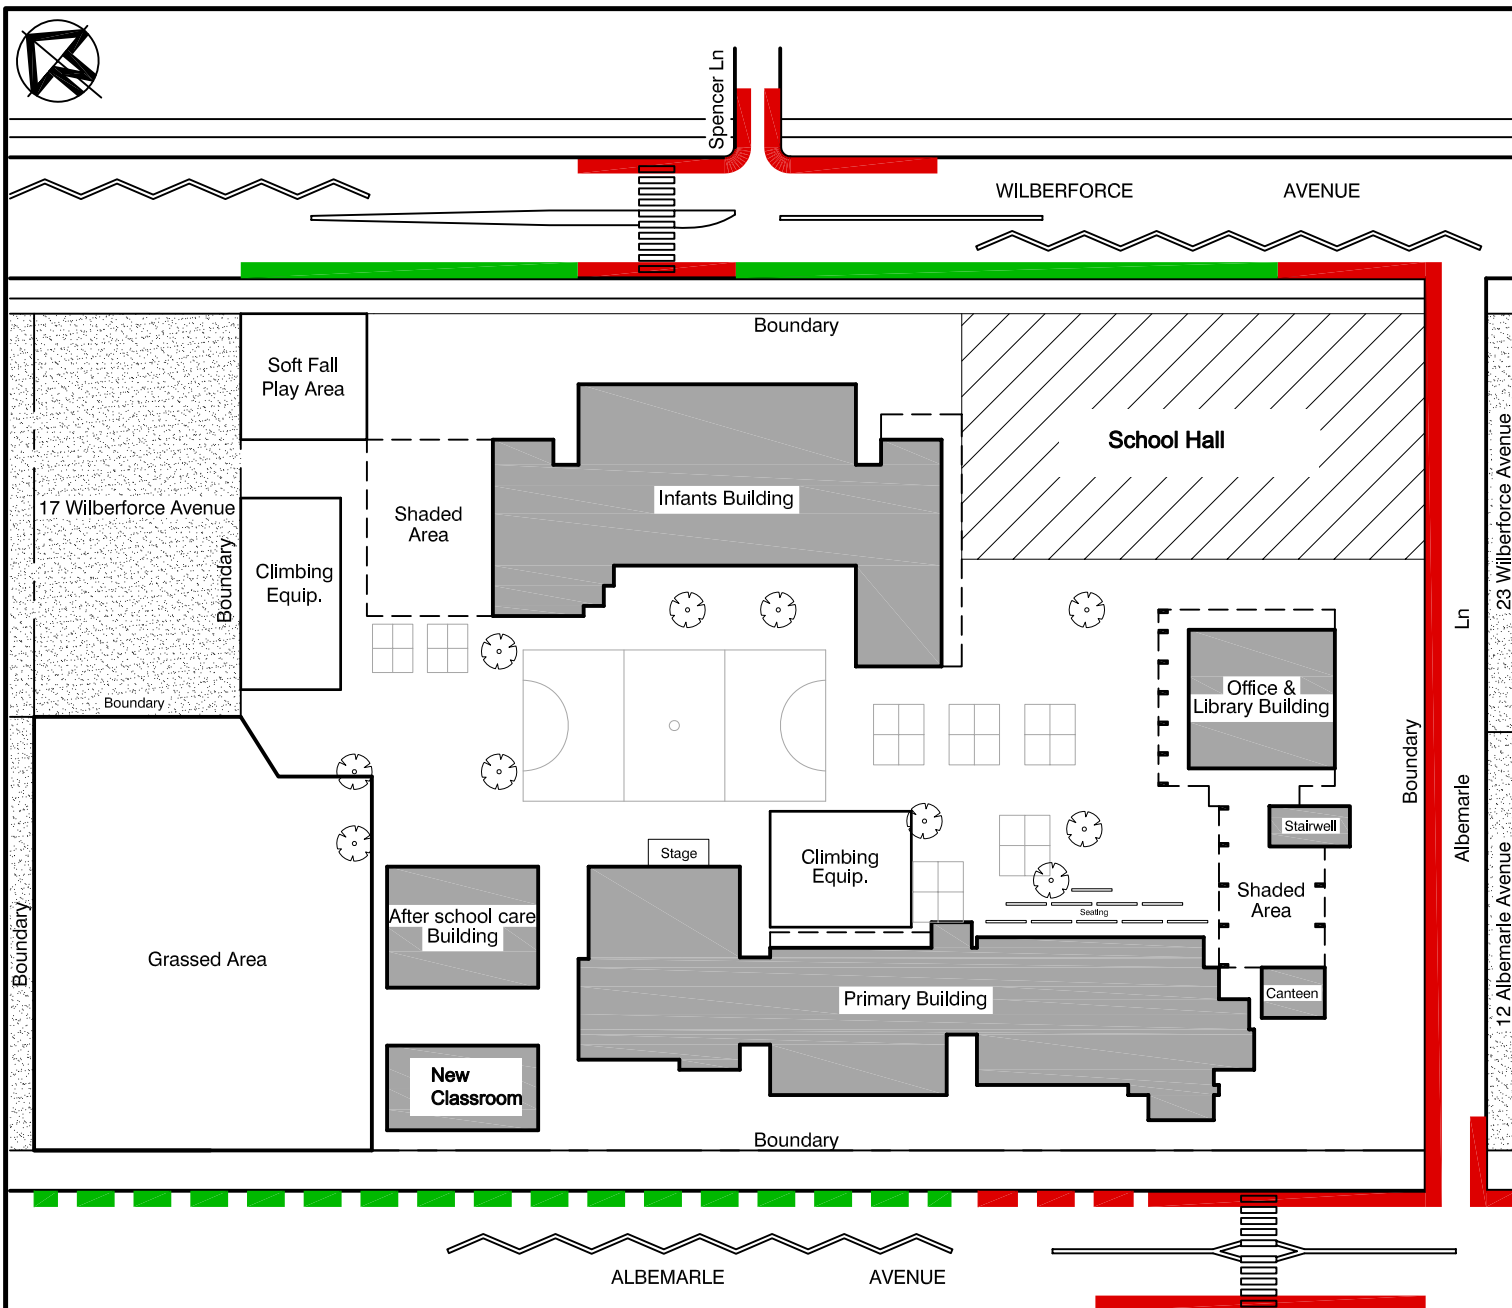 Spencer Ln
WILBERFORCE AVENUE
Boundary
Soft Fall
Play Area
School Hall
Infants Building
17 Wilberforce Avenue
Shaded
Area
Boundary
Climbing
Equip.
23 Wilberforce Avenue
Ln
Office &
Library Building
Boundary
Boundary
Albemarle
Stairwell
Stage
Climbing
Equip.
Shaded
Area
Seating
After school care
Building
Boundary
Grassed Area
12 Albemarle Avenue
Primary Building
Canteen
New
Classroom
Boundary
ALBEMARLE AVENUE